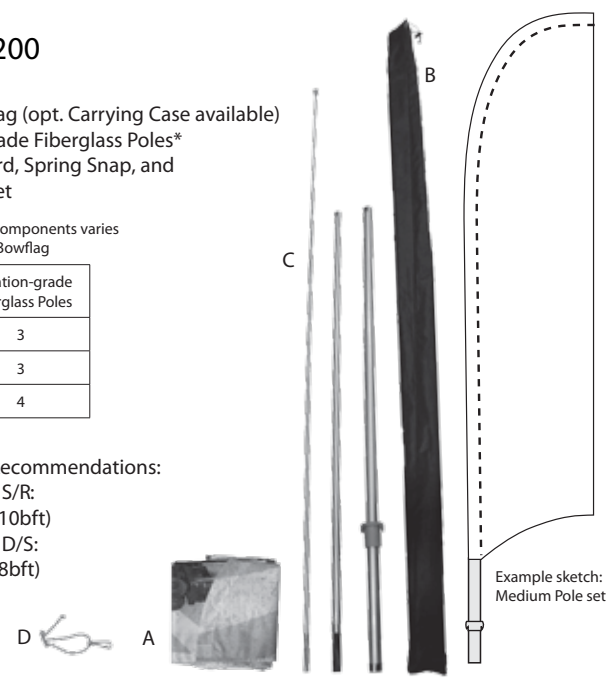 200
ag (opt. Carrying Case available)
ade Fiberglass Poles*
rd, Spring Snap, and
et
omponents varies
Bowflag
tion-grade
rglass Poles
3
3
4
ecommendations:
S/R:
10bft)
D/S:
8bft)
B
C
D
A
Example sketch:
Medium Pole set